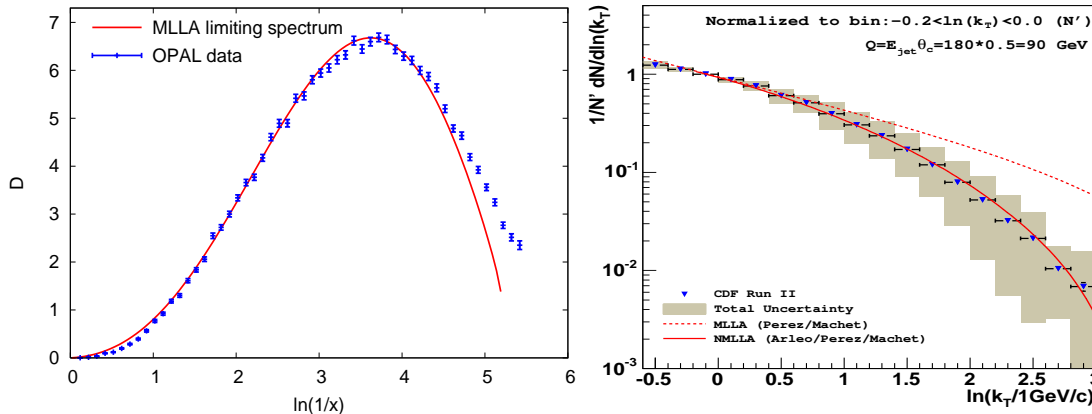 7
6
5
4
3
2
1
0
D
MLLA limiting spectrum
OPAL data
0 1 2 3 4 5 6
ln(1/x)
1/N' dN/dln(k_T)
Normalized to bin:−0.2<ln(k_T)<0.0 (N')
Q=E_jetθ_c=180*0.5=90 GeV
1
10^-1
10^-2
10^-3
CDF Run II
Total Uncertainty
MLLA (Perez/Machet)
NMLLA (Arleo/Perez/Machet)
-0.5 0 0.5 1 1.5 2 2.5 3
ln(k_T/1GeV/c)